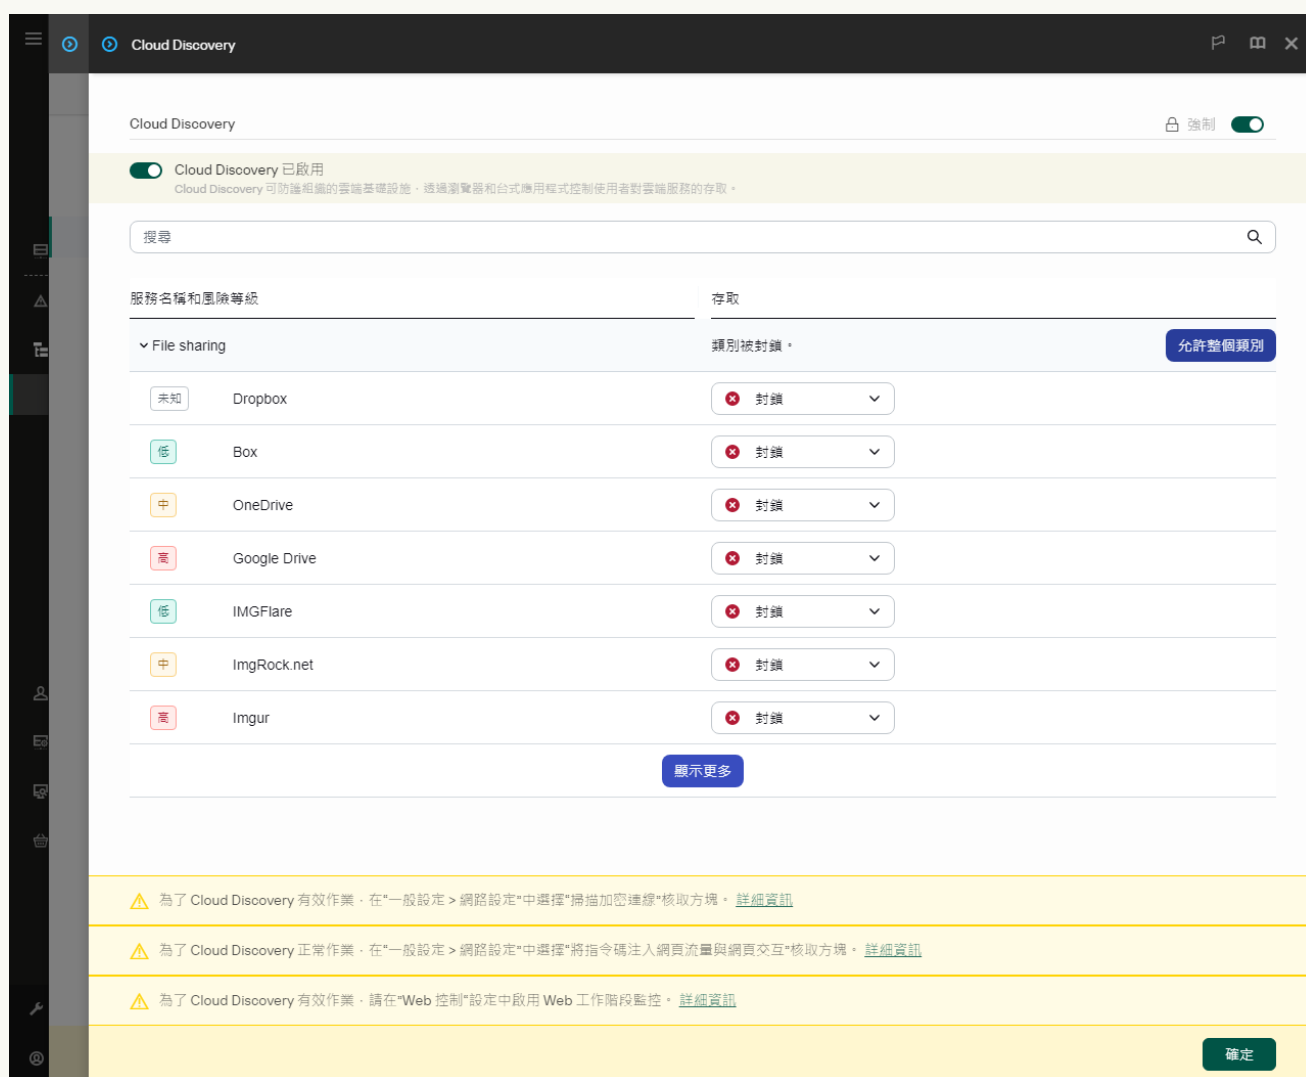 Cloud Discovery
Cloud Discovery
強制
Cloud Discovery 已啟用
Cloud Discovery 可防護組織的雲端基礎設施，透過瀏覽器和台式應用程式控制使用者對雲端服務的存取。
搜尋
服務名稱和風險等級 存取
File sharing 類別被封鎖。 允許整個類別
未知 Dropbox 封鎖
低 Box 封鎖
中 OneDrive 封鎖
高 Google Drive 封鎖
低 IMGFlare 封鎖
中 ImgRock.net 封鎖
高 Imgur 封鎖
顯示更多
為了 Cloud Discovery 有效作業，在"一般設定 > 網路設定"中選擇"掃描加密連線"核取方塊。 詳細資訊
為了 Cloud Discovery 正常作業，在"一般設定 > 網路設定"中選擇"將指令碼注入網頁流量與網頁交互"核取方塊。 詳細資訊
為了 Cloud Discovery 有效作業，請在"Web 控制"設定中啟用 Web 工作階段監控。 詳細資訊
確定